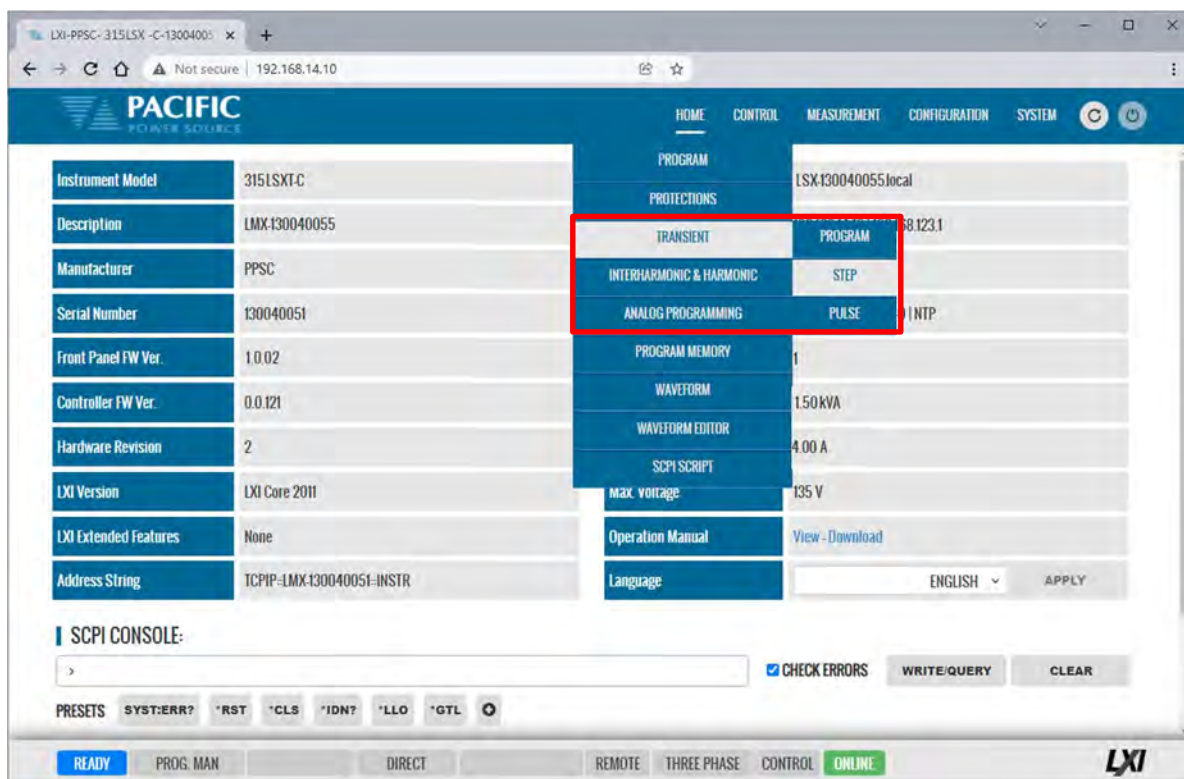 LXI-PPSC- 315LSX -C-1300400
Not secure | 192.168.14.10
PACIFIC
POWER SOURCE
HOME CONTROL MEASUREMENT CONFIGURATION SYSTEM
PROGRAM
PROTECTIONS
TRANSIENT PROGRAM
INTERHARMONIC & HARMONIC STEP
ANALOG PROGRAMMING PULSE
PROGRAM MEMORY
WAVEFORM
WAVEFORM EDITOR
SCPI SCRIPT
Instrument Model 315LSXT-C LSX-130040055.local
Description LMX-130040055 68.123.1
Manufacturer PPSC
Serial Number 130040051 | NTP
Front Panel FW Ver. 1.0.02 1
Controller FW Ver. 0.0.121 1.50 kVA
Hardware Revision 2 4.00 A
LXI Version LXI Core 2011 Max. Voltage 135 V
LXI Extended Features None Operation Manual View - Download
Address String TCPIP=LMX-130040051=INSTR Language ENGLISH APPLY
SCPI CONSOLE:
> CHECK ERRORS WRITE/QUERY CLEAR
PRESETS SYST:ERR? *RST *CLS *IDN? *LLO *GTL
READY PROG. MAN DIRECT REMOTE THREE PHASE CONTROL ONLINE LXI